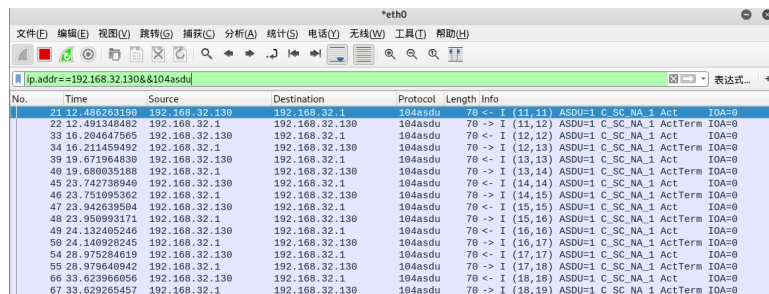 *eth0
文件(F) 编辑(E) 视图(V) 跳转(G) 捕获(C) 分析(A) 统计(S) 电话(Y) 无线(W) 工具(T) 帮助(H)
ip.addr==192.168.32.130&&104asdu 表达式... +
No. Time Source Destination Protocol Length Info
21 12.486263190 192.168.32.130 192.168.32.1 104asdu 70 <- I (11,11) ASDU=1 C_SC_NA_1 Act IOA=0
22 12.491348482 192.168.32.1 192.168.32.130 104asdu 70 -> I (11,12) ASDU=1 C_SC_NA_1 ActTerm IOA=0
33 16.204647565 192.168.32.130 192.168.32.1 104asdu 70 <- I (12,12) ASDU=1 C_SC_NA_1 Act IOA=0
34 16.211459492 192.168.32.1 192.168.32.130 104asdu 70 -> I (12,13) ASDU=1 C_SC_NA_1 ActTerm IOA=0
39 19.671964830 192.168.32.130 192.168.32.1 104asdu 70 <- I (13,13) ASDU=1 C_SC_NA_1 Act IOA=0
40 19.680035188 192.168.32.1 192.168.32.130 104asdu 70 -> I (13,14) ASDU=1 C_SC_NA_1 ActTerm IOA=0
45 23.742738940 192.168.32.130 192.168.32.1 104asdu 70 <- I (14,14) ASDU=1 C_SC_NA_1 Act IOA=0
46 23.751095362 192.168.32.1 192.168.32.130 104asdu 70 -> I (14,15) ASDU=1 C_SC_NA_1 ActTerm IOA=0
47 23.942639504 192.168.32.130 192.168.32.1 104asdu 70 <- I (15,15) ASDU=1 C_SC_NA_1 Act IOA=0
48 23.950993171 192.168.32.1 192.168.32.130 104asdu 70 -> I (15,16) ASDU=1 C_SC_NA_1 ActTerm IOA=0
49 24.132405246 192.168.32.130 192.168.32.1 104asdu 70 <- I (16,16) ASDU=1 C_SC_NA_1 Act IOA=0
50 24.140928245 192.168.32.1 192.168.32.130 104asdu 70 -> I (16,17) ASDU=1 C_SC_NA_1 ActTerm IOA=0
54 28.975284619 192.168.32.130 192.168.32.1 104asdu 70 <- I (17,17) ASDU=1 C_SC_NA_1 Act IOA=0
55 28.979640942 192.168.32.1 192.168.32.130 104asdu 70 -> I (17,18) ASDU=1 C_SC_NA_1 ActTerm IOA=0
66 33.623966056 192.168.32.130 192.168.32.1 104asdu 70 <- I (18,18) ASDU=1 C_SC_NA_1 Act IOA=0
67 33.629265457 192.168.32.1 192.168.32.130 104asdu 70 -> I (18,19) ASDU=1 C_SC_NA_1 ActTerm IOA=0